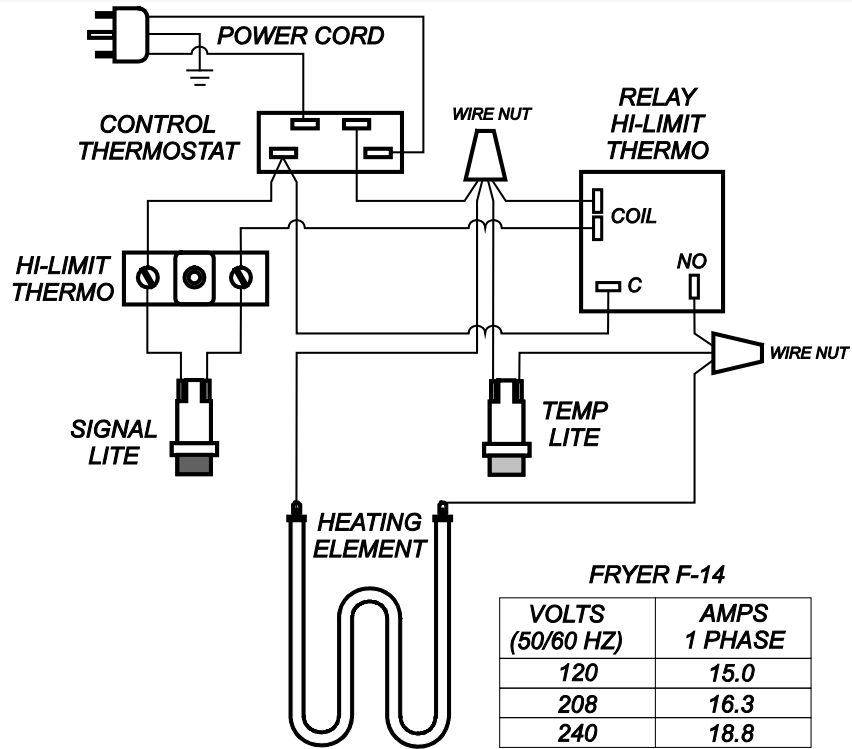 POWER CORD
CONTROL
THERMOSTAT
WIRE NUT
RELAY
HI-LIMIT
THERMO
COIL
NO
C
HI-LIMIT
THERMO
WIRE NUT
SIGNAL
LITE
TEMP
LITE
HEATING
ELEMENT
FRYER F-14
VOLTS
(50/60 HZ)
AMPS
1 PHASE
120 15.0
208 16.3
240 18.8